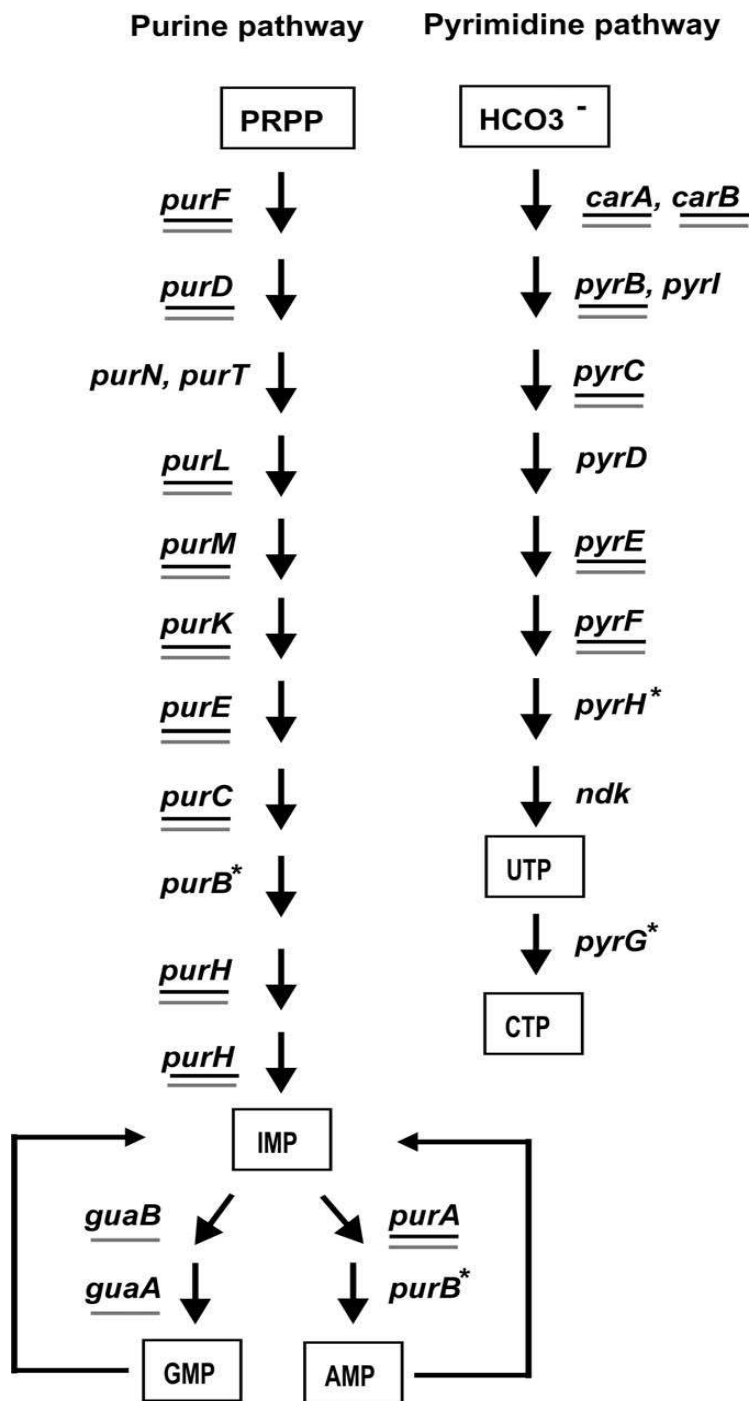 Purine pathway
PRPP
purF
purD
purN, purT
purL
purM
purK
purE
purC
purB*
purH
purH
IMP
guaB
purA
guaA
purB*
GMP
AMP
Pyrimidine pathway
HCO3 -
carA, carB
pyrB, pyrI
pyrC
pyrD
pyrE
pyrF
pyrH*
ndk
UTP
pyrG*
CTP